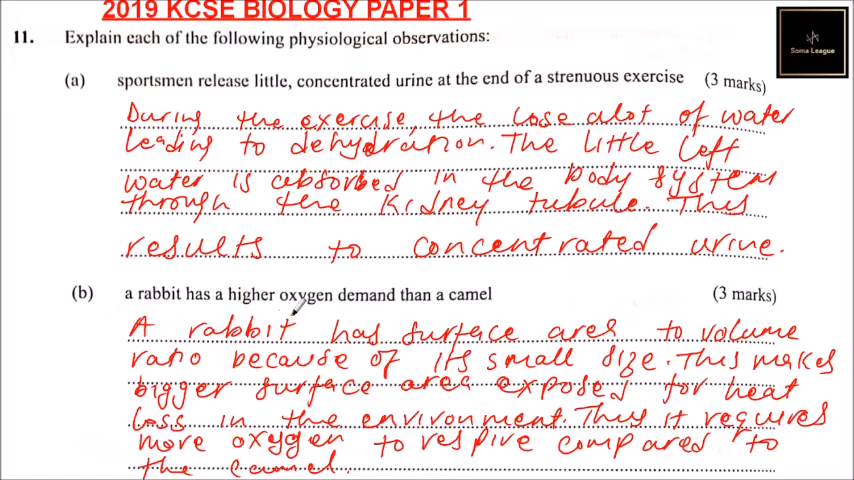 2019 KCSE BIOLOGY PAPER 1
Soma League
11. Explain each of the following physiological observations:
(a) sportsmen release little, concentrated urine at the end of a strenuous exercise (3 marks)
During the exercise, the lose alot of water
leading to dehydration. The little left
water is absorbed in the body system
through the kidney tubule. This
results to concentrated urine.
(b) a rabbit has a higher oxygen demand than a camel (3 marks)
A rabbit has surface area to volume
ratio because of its small size. This makes
bigger surface area exposed for heat
loss in the environment. Thus it requires
more oxygen to respire compared to
the camel.